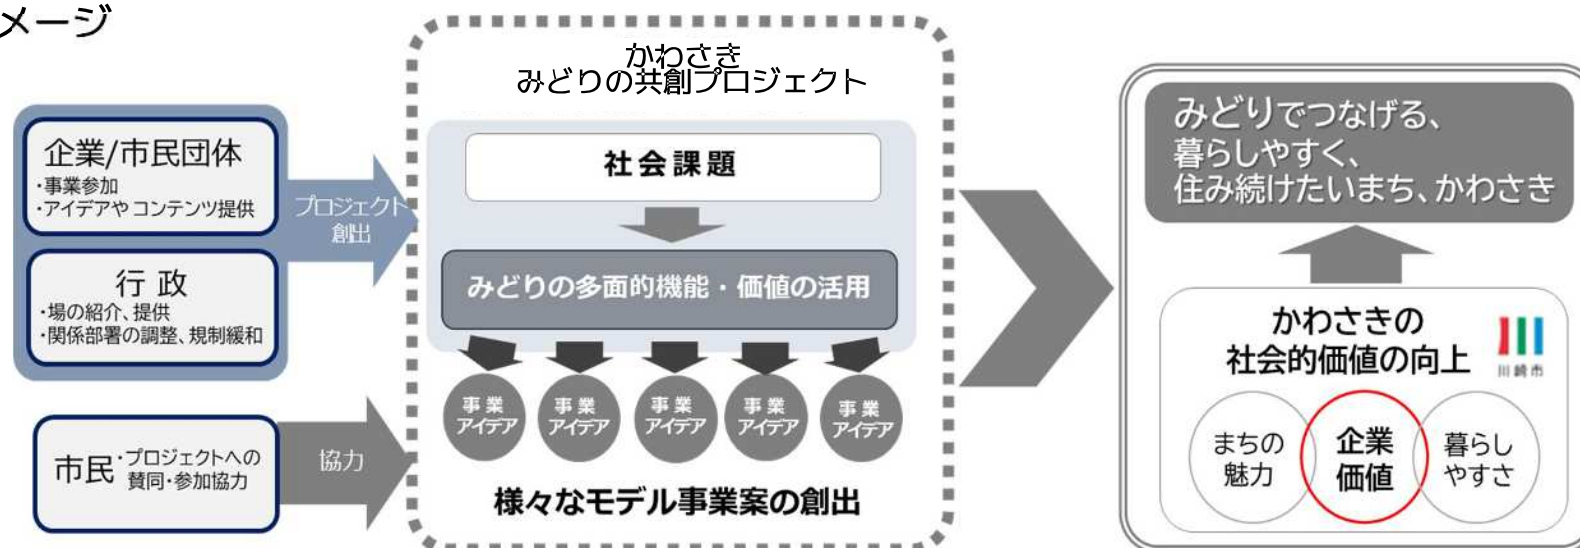 メージ
かわさき
みどりの共創プロジェクト
企業/市民団体
・事業参加
・アイデアや コンテンツ提供
行 政
・場の紹介、提供
・関係部署の調整、規制緩和
プロジェクト
創出
市民
・プロジェクトへの
賛同・参加協力
協力
社会課題
みどりの多面的機能・価値の活用
事業
アイデア
事業
アイデア
事業
アイデア
事業
アイデア
事業
アイデア
様々なモデル事業案の創出
みどりでつなげる、
暮らしやすく、
住み続けたいまち、かわさき
かわさきの
社会的価値の向上
川崎市
まちの
魅力
企業
価値
暮らし
やすさ